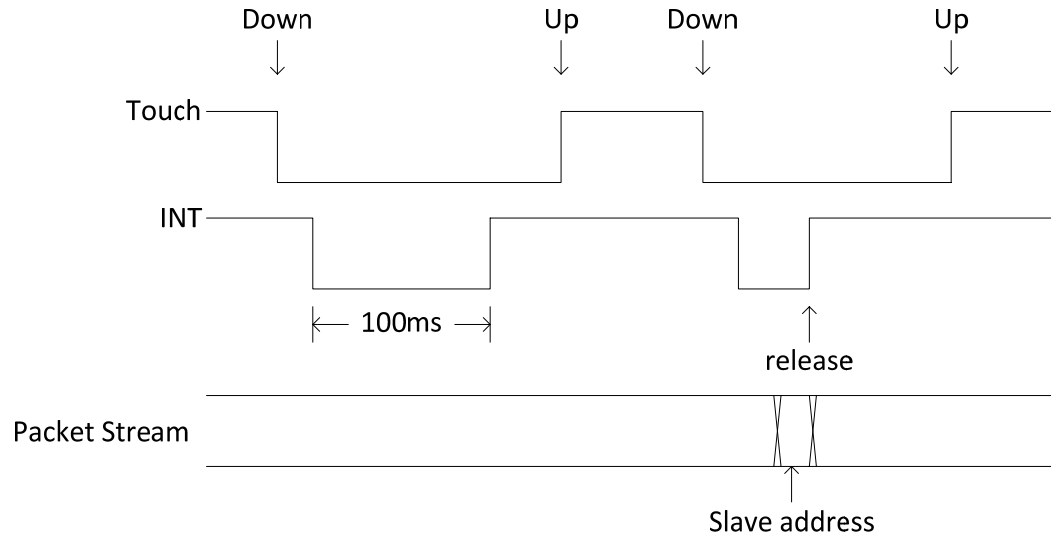 Down Up Down Up
Touch
INT
100ms
release
Packet Stream
Slave address